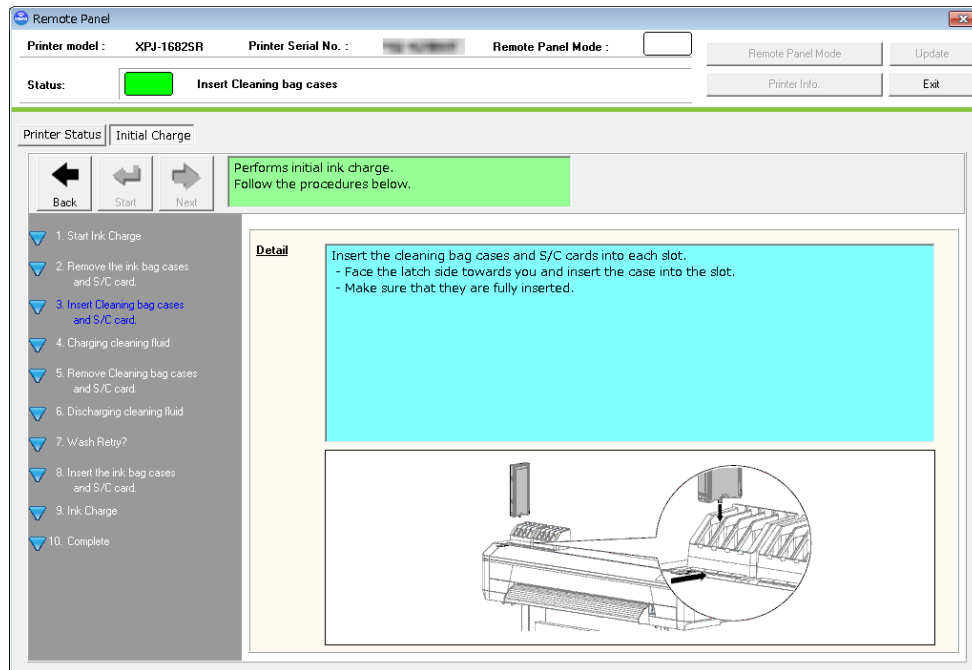 Remote Panel
Printer model : XPJ-1682SR Printer Serial No. : Remote Panel Mode :
Remote Panel Mode Update
Status: Insert Cleaning bag cases
Printer Info. Exit
Printer Status Initial Charge
Performs initial ink charge.
Follow the procedures below.
Back Start Next
1. Start Ink Charge
2. Remove the ink bag cases
and S/C card.
3. Insert Cleaning bag cases
and S/C card.
4. Charging cleaning fluid
5. Remove Cleaning bag cases
and S/C card.
6. Discharging cleaning fluid
7. Wash Retry?
8. Insert the ink bag cases
and S/C card.
9. Ink Charge
10. Complete
Detail
Insert the cleaning bag cases and S/C cards into each slot.
- Face the latch side towards you and insert the case into the slot.
- Make sure that they are fully inserted.